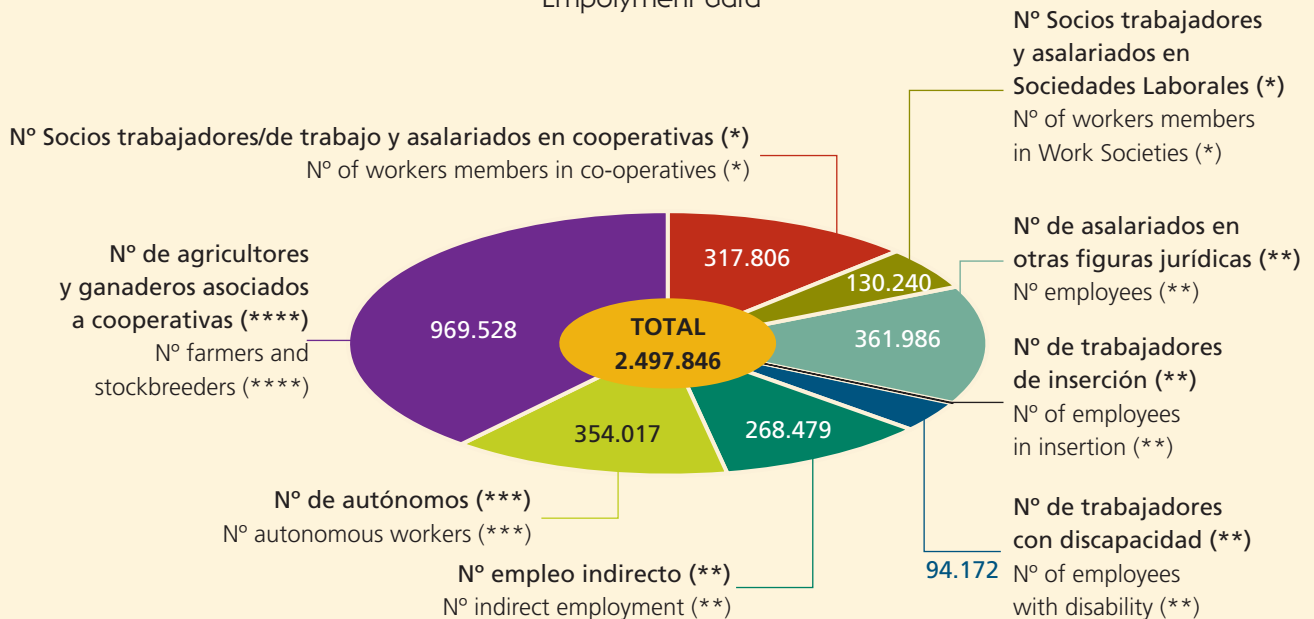 Nº Socios trabajadores
y asalariados en
Sociedades Laborales (*)
Nº of workers members
in Work Societies (*)
Nº Socios trabajadores/de trabajo y asalariados en cooperativas (*)
Nº of workers members in co-operatives (*)
Nº de asalariados en
otras figuras jurídicas (**)
Nº employees (**)
Nº de agricultores
y ganaderos asociados
a cooperativas (****)
Nº farmers and
stockbreeders (****)
317.806
130.240
969.528
TOTAL
2.497.846
361.986
Nº de trabajadores
de inserción (**)
Nº of employees
in insertion (**)
354.017
268.479
Nº de autónomos (***)
Nº autonomous workers (***)
Nº de trabajadores
con discapacidad (**)
94.172
Nº of employees
with disability (**)
Nº empleo indirecto (**)
Nº indirect employment (**)